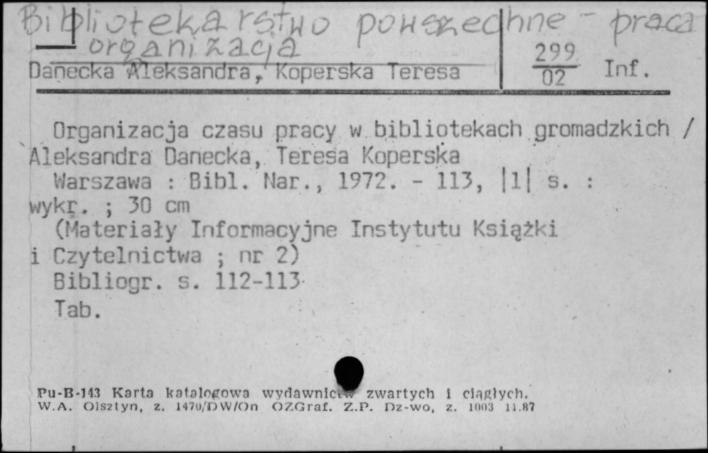 Bibliotekarstwo powszechne - praca
organizacja
Danecka Aleksandra, Koperska Teresa
299
02
Inf.
Organizacja czasu pracy w bibliotekach gromadzkich /
Aleksandra Danecka, Teresa Koperska
Warszawa : Bibl. Nar., 1972. - 113, |1| s. :
wykr. ; 30 cm
(Materiały Informacyjne Instytutu Książki
i Czytelnictwa ; nr 2)
Bibliogr. s. 112-113
Tab.
Pu-B-143 Karta katalogowa wydawnictw zwartych i ciągłych.
W.A. Olsztyn, z. 1470/DW/On OZGraf. Z.P. Dz-wo, z. 1003 11.87